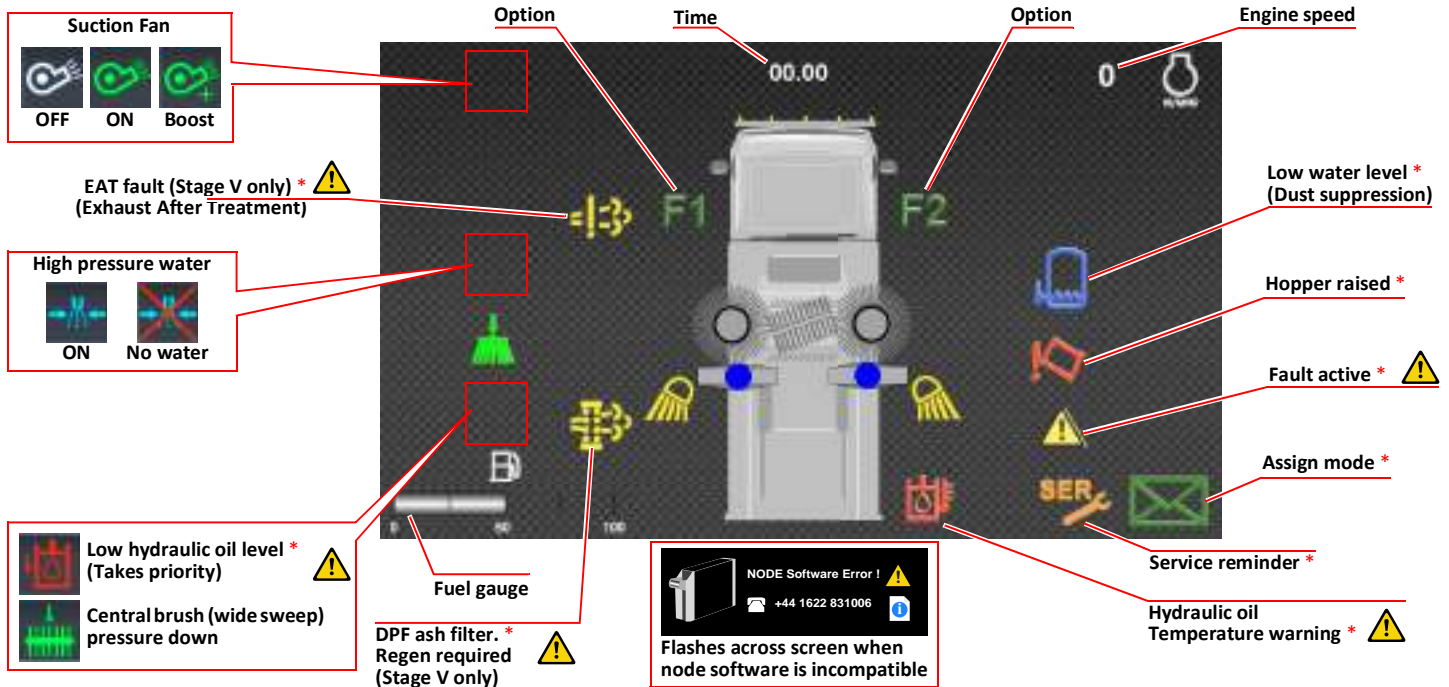 Suction Fan
OFF ON Boost
Option
Time
Option
Engine speed
00.00
0
F1
F2
EAT fault (Stage V only) *
(Exhaust After Treatment)
Low water level *
(Dust suppression)
High pressure water
ON No water
Hopper raised *
Fault active *
Assign mode *
SER
Service reminder *
0
100
Low hydraulic oil level *
(Takes priority)
Central brush (wide sweep)
pressure down
Fuel gauge
DPF ash filter. *
Regen required
(Stage V only)
NODE Software Error !
+44 1622 831006
Flashes across screen when
node software is incompatible
Hydraulic oil
Temperature warning *